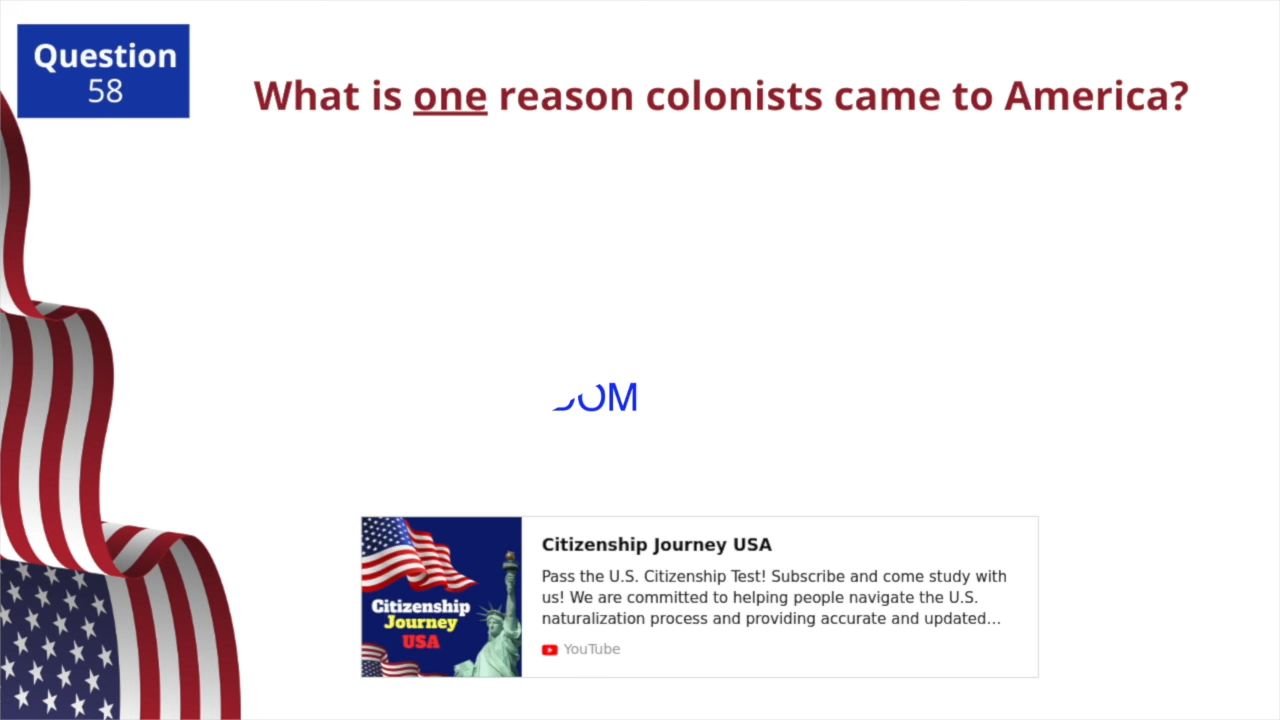 Question
58
What is one reason colonists came to America?
Citizenship Journey USA
Pass the U.S. Citizenship Test! Subscribe and come study with
us! We are committed to helping people navigate the U.S.
naturalization process and providing accurate and updated...
YouTube
Citizenship
Journey
USA